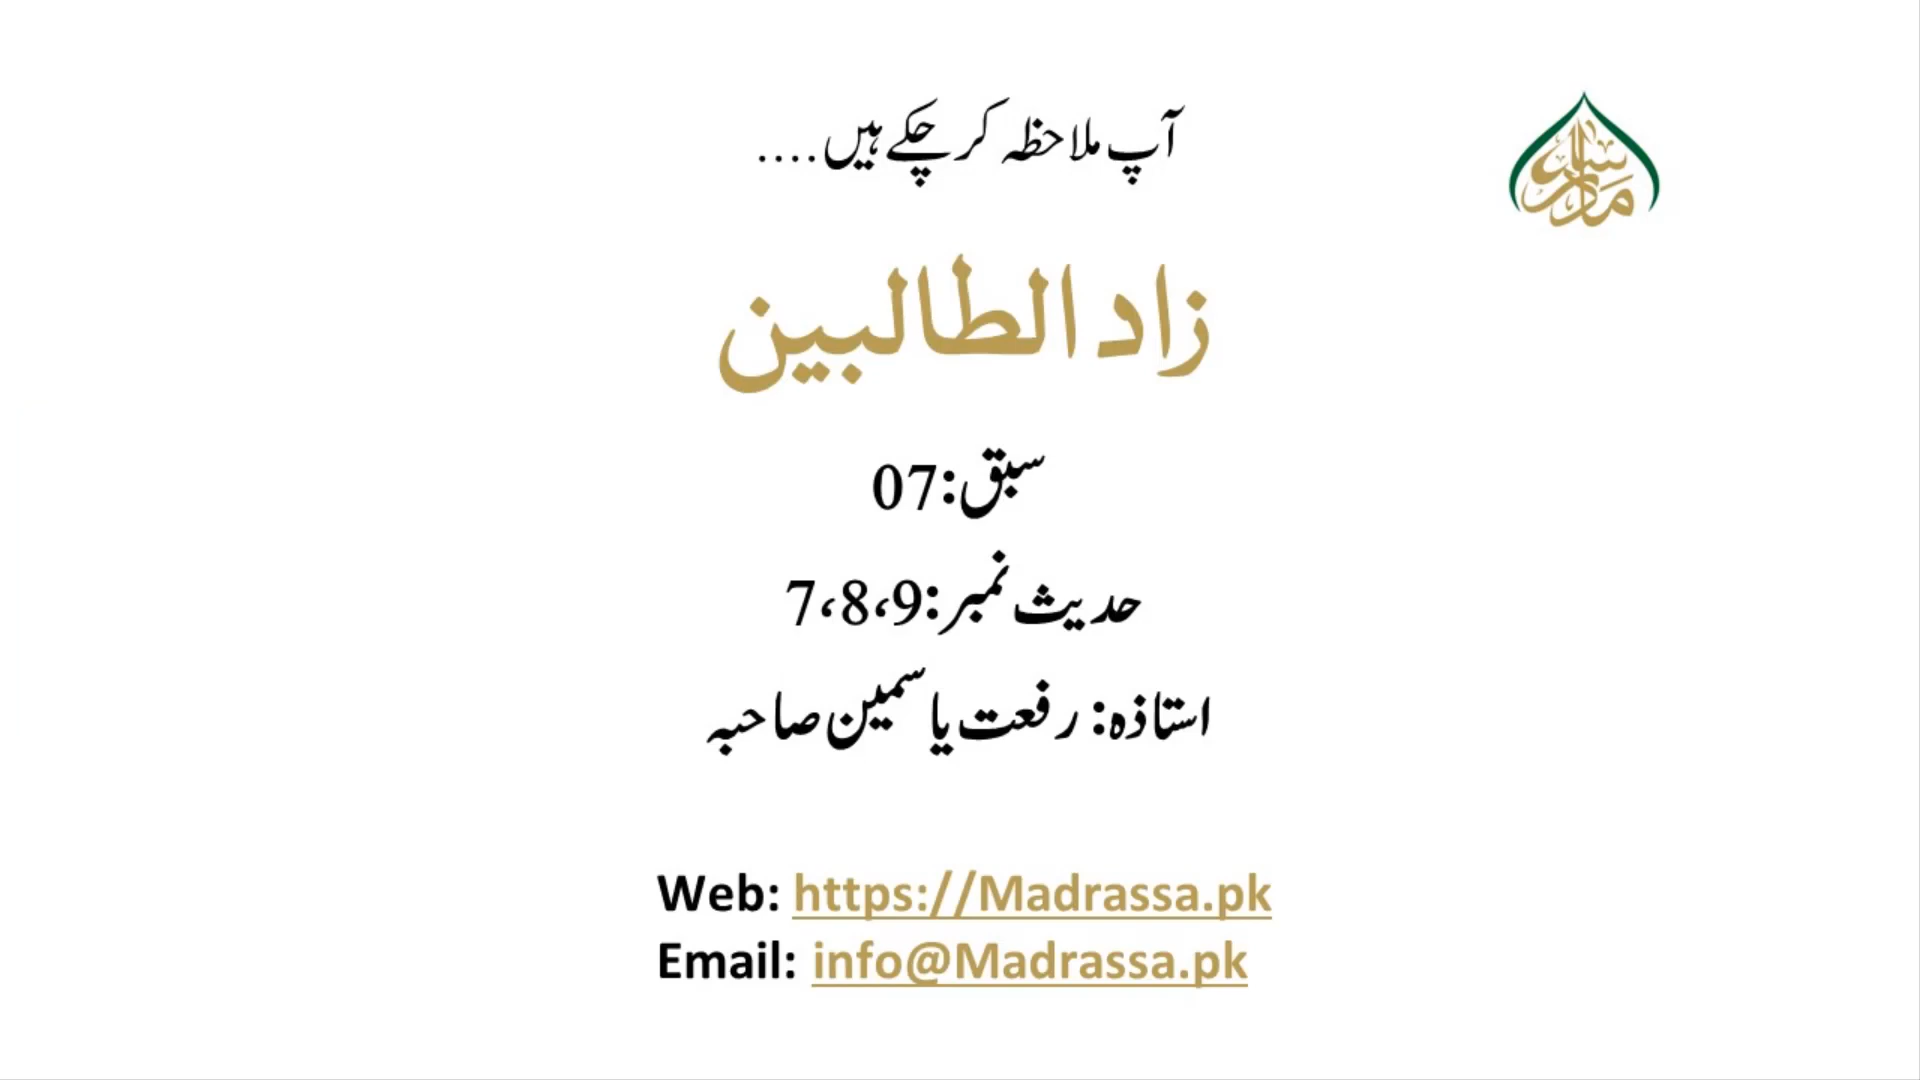 آپ ملاحظہ کر چکے ہیں....
مدرسہ
زاد الطالبین
سبق:07
حدیث نمبر:7،8،9
استاذہ: رفعت یاسمین صاحبہ
Web: https://Madrassa.pk
Email: info@Madrassa.pk